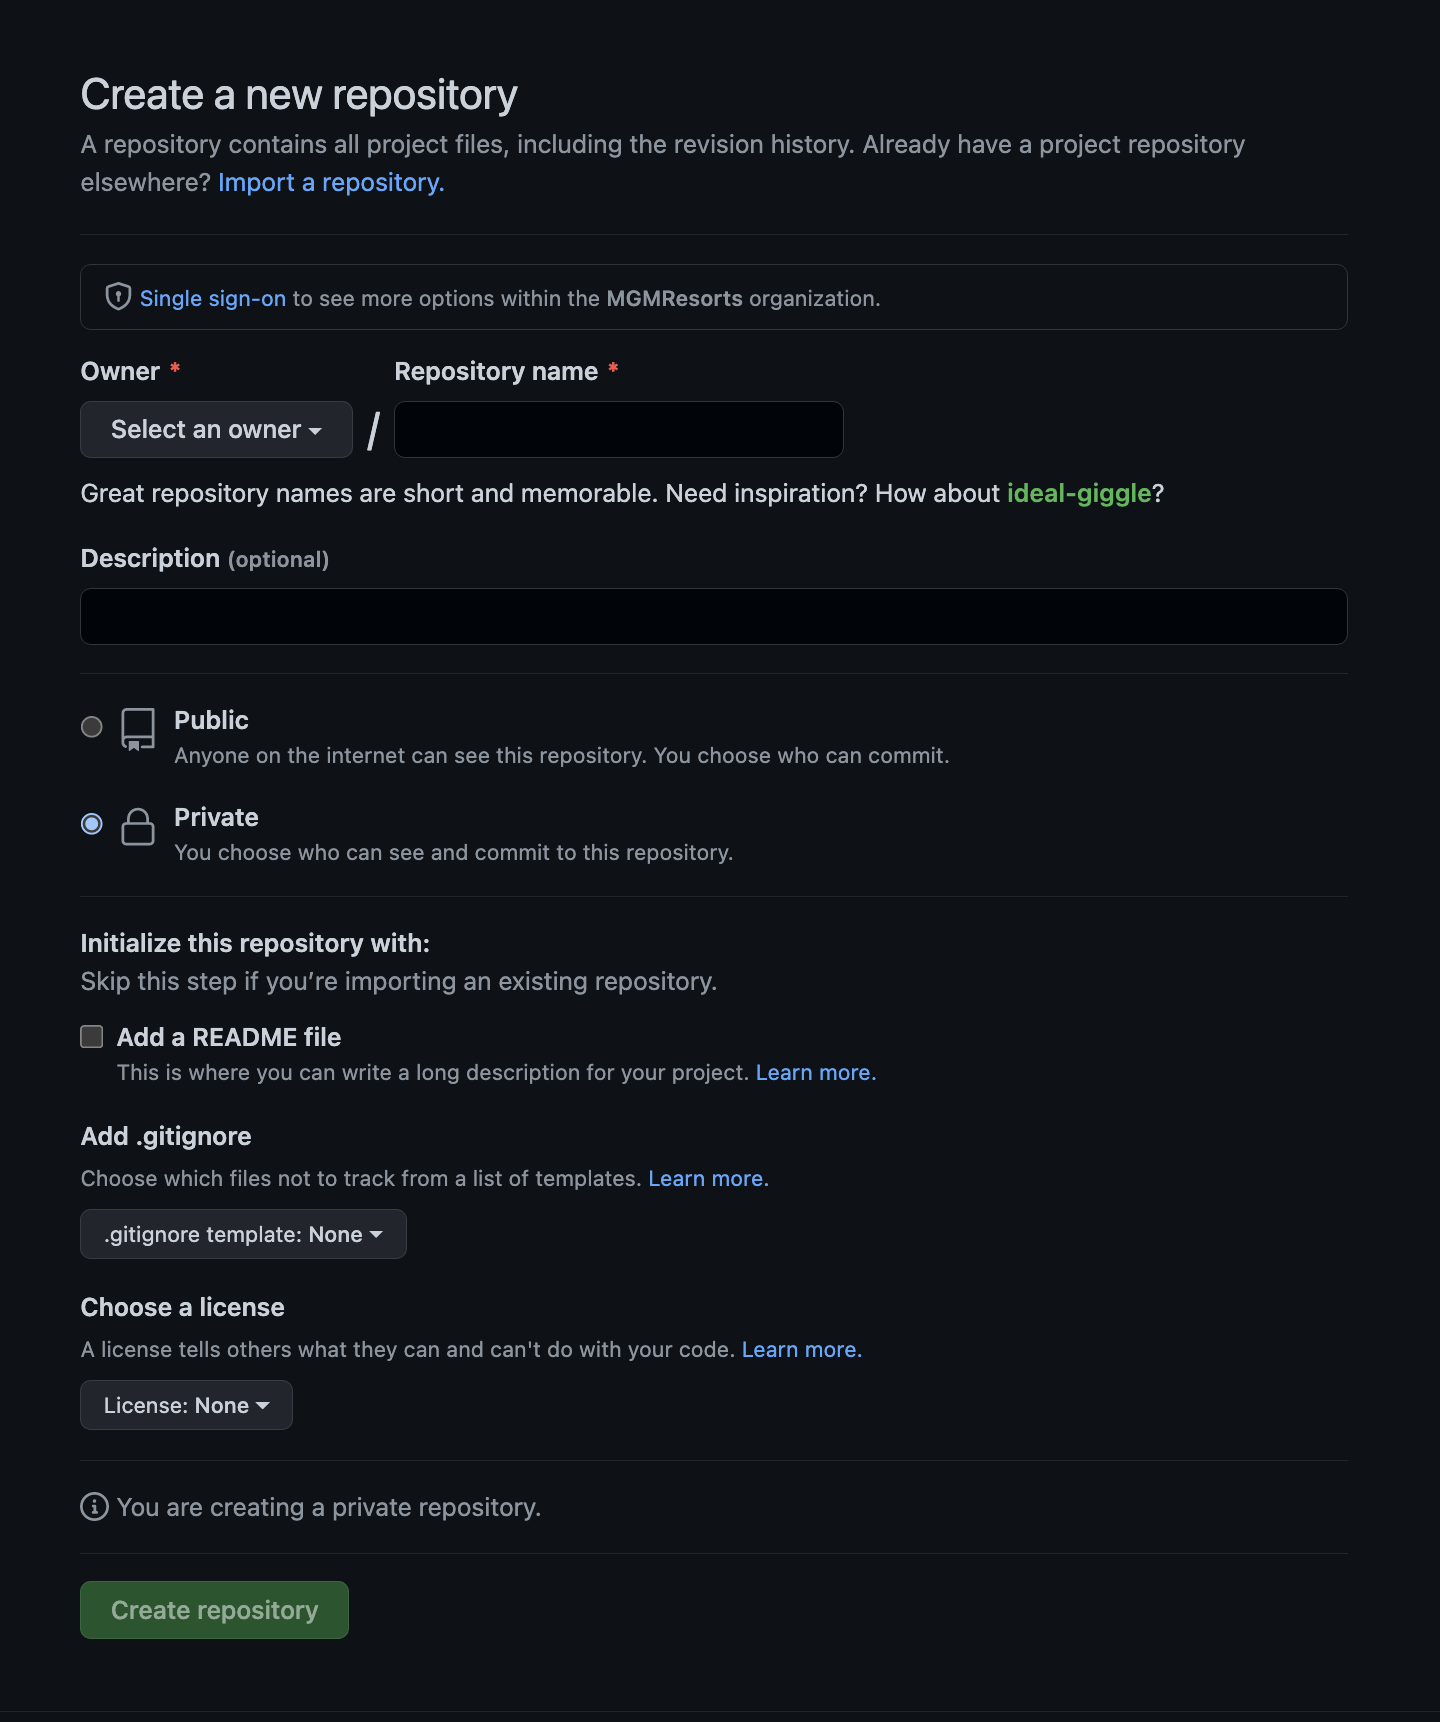 Create a new repository
A repository contains all project files, including the revision history. Already have a project repository
elsewhere? Import a repository.
Single sign-on to see more options within the MGMResorts organization.
Owner * Repository name *
Select an owner /
Great repository names are short and memorable. Need inspiration? How about ideal-giggle?
Description (optional)
Public
Anyone on the internet can see this repository. You choose who can commit.
Private
You choose who can see and commit to this repository.
Initialize this repository with:
Skip this step if you’re importing an existing repository.
Add a README file
This is where you can write a long description for your project. Learn more.
Add .gitignore
Choose which files not to track from a list of templates. Learn more.
.gitignore template: None
Choose a license
A license tells others what they can and can't do with your code. Learn more.
License: None
You are creating a private repository.
Create repository